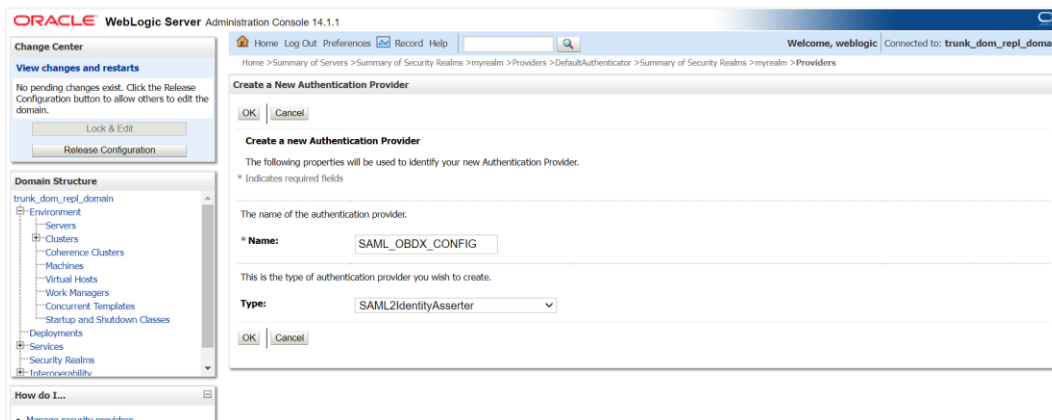 ORACLE WebLogic Server Administration Console 14.1.1
Change Center
View changes and restarts
No pending changes exist. Click the Release
Configuration button to allow others to edit the
domain.
Lock & Edit
Release Configuration
Domain Structure
trunk_dom_repl_domain
Environment
Servers
Clusters
Coherence Clusters
Machines
Virtual Hosts
Work Managers
Concurrent Templates
Startup and Shutdown Classes
Deployments
Services
Security Realms
Interoperability
How do I...
Manage security providers
Home Log Out Preferences Record Help
Welcome, weblogic Connected to: trunk_dom_repl_doma
Home >Summary of Servers >Summary of Security Realms >myrealm >Providers >DefaultAuthenticator >Summary of Security Realms >myrealm >Providers
Create a New Authentication Provider
OK Cancel
Create a new Authentication Provider
The following properties will be used to identify your new Authentication Provider.
* Indicates required fields
The name of the authentication provider.
* Name: SAML_OBDX_CONFIG
This is the type of authentication provider you wish to create.
Type: SAML2IdentityAsserter
OK Cancel